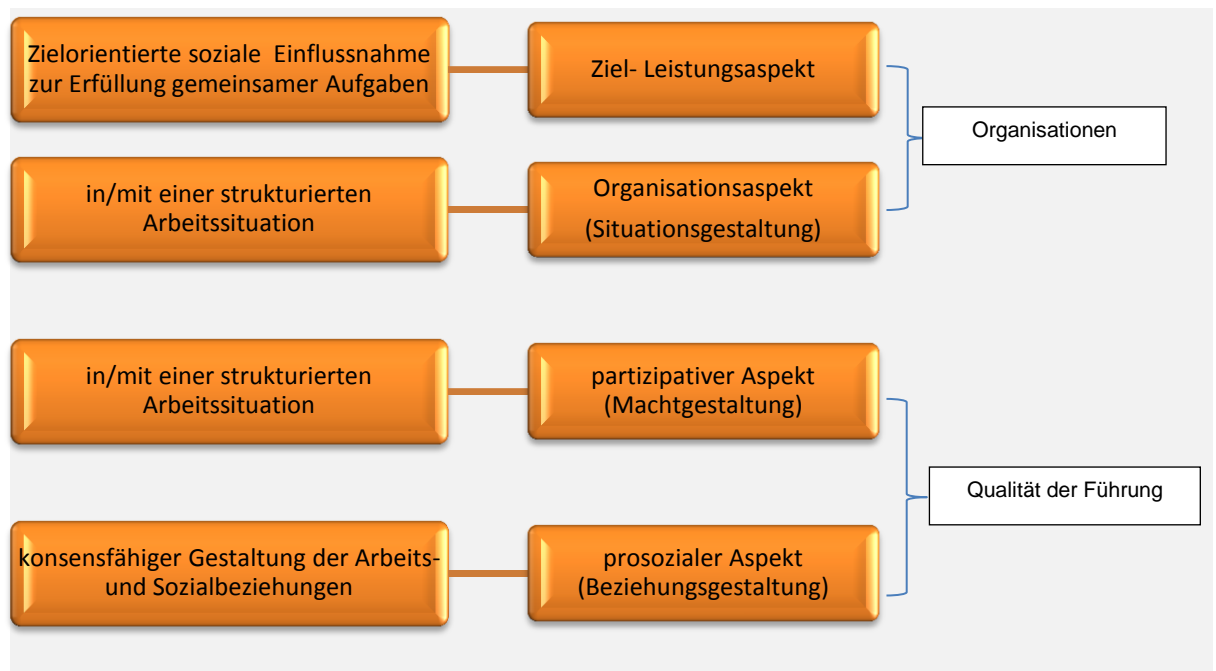 Zielorientierte soziale Einflussnahme
zur Erfüllung gemeinsamer Aufgaben
Ziel- Leistungsaspekt
Organisationen
in/mit einer strukturierten
Arbeitssituation
Organisationsaspekt
(Situationsgestaltung)
in/mit einer strukturierten
Arbeitssituation
partizipativer Aspekt
(Machtgestaltung)
Qualität der Führung
konsensfähiger Gestaltung der Arbeits-
und Sozialbeziehungen
prosozialer Aspekt
(Beziehungsgestaltung)